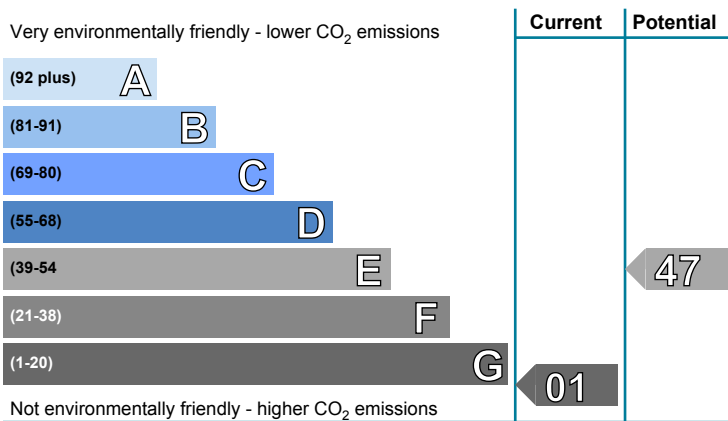 Very environmentally friendly - lower CO2 emissions
Current
Potential
(92 plus) A
(81-91) B
(69-80) C
(55-68) D
(39-54 E
47
(21-38) F
(1-20) G
01
Not environmentally friendly - higher CO2 emissions